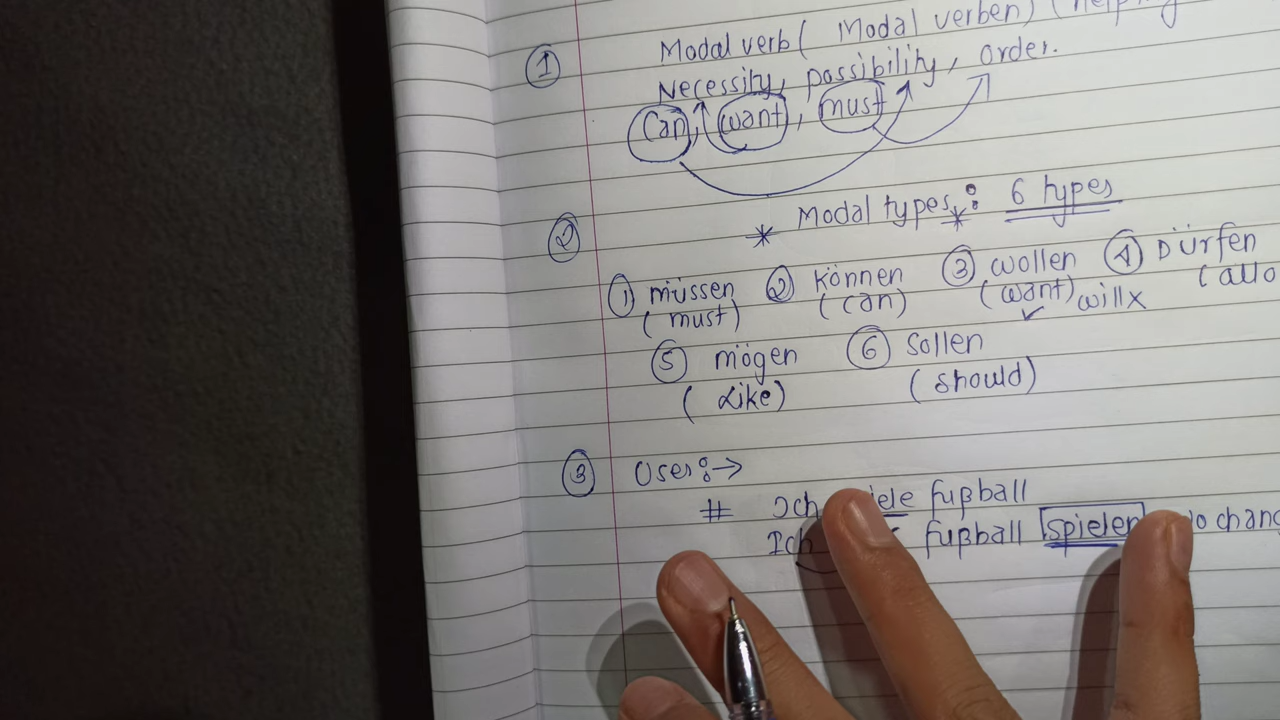 ① Modal verb ( Modal verben) (
Necessity, possibility, order.
Can, want, must
② * Modal types * : 6 types
① müssen ② Können ③ wollen ④ Dürfen
( must) ( can) ( want) will x
⑤ mögen ⑥ Sollen
( Like) ( should)
③ User :→
# Ich fußball
Ich fußball spielen